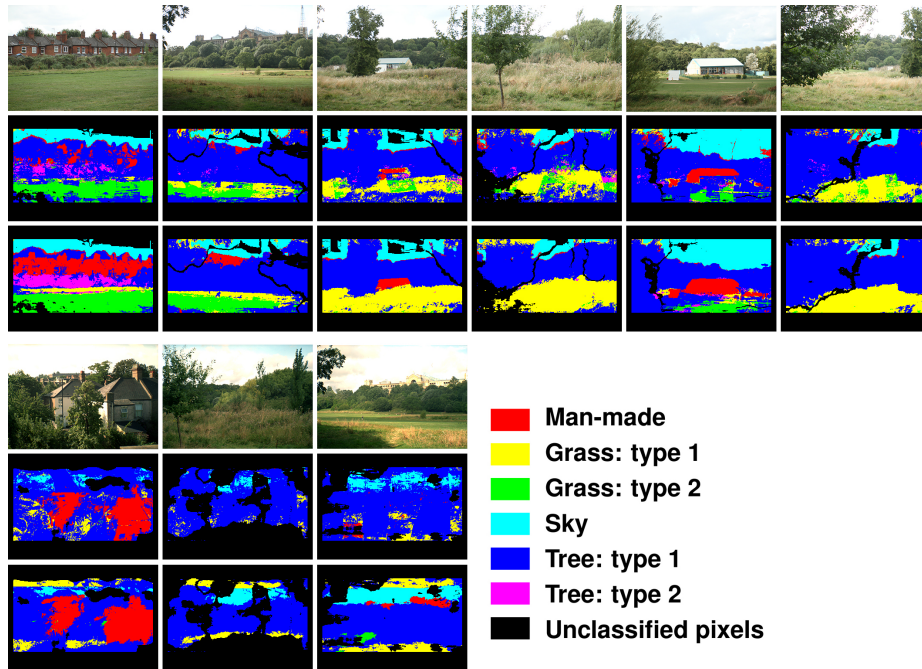 Man-made
Grass: type 1
Grass: type 2
Sky
Tree: type 1
Tree: type 2
Unclassified pixels